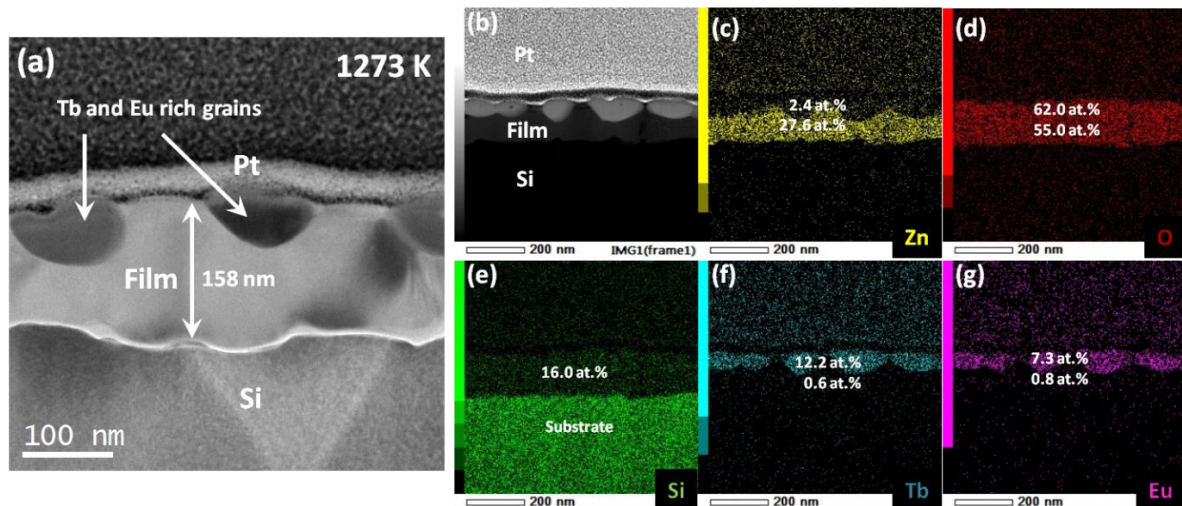 (a)
1273 K
Tb and Eu rich grains
Pt
Film
158 nm
Si
100 nm
(b)
Pt
Film
Si
200 nm
IMG1(frame1)
(c)
2.4 at.%
27.6 at.%
200 nm
Zn
(d)
62.0 at.%
55.0 at.%
200 nm
O
(e)
16.0 at.%
Substrate
200 nm
Si
(f)
12.2 at.%
0.6 at.%
200 nm
Tb
(g)
7.3 at.%
0.8 at.%
200 nm
Eu